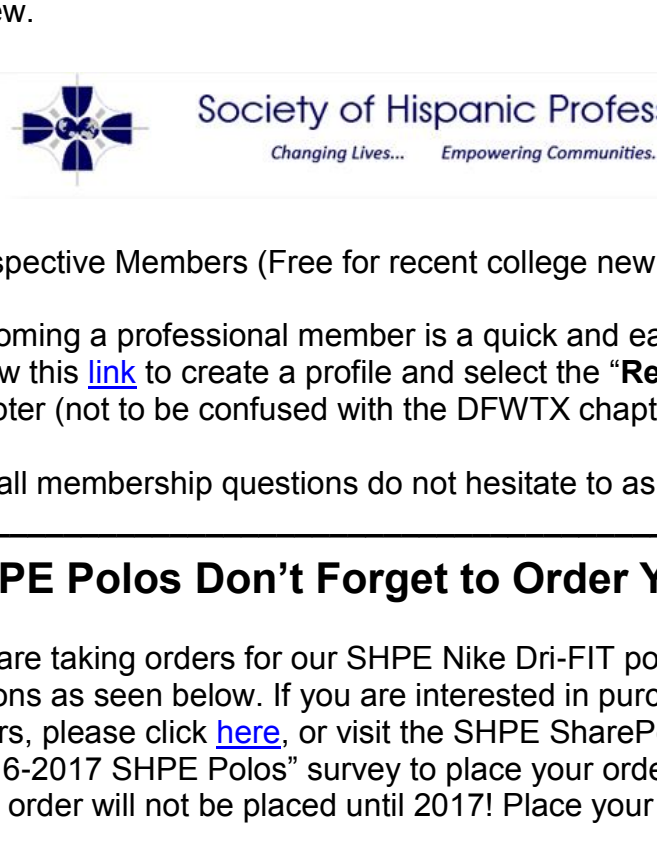 ew.
Society of Hispanic Profess
Changing Lives... Empowering Communities.
spective Members (Free for recent college new
oming a professional member is a quick and ea
w this link to create a profile and select the “Re
pter (not to be confused with the DFWTX chapt
all membership questions do not hesitate to as
PE Polos Don’t Forget to Order Y
are taking orders for our SHPE Nike Dri-FIT po
ons as seen below. If you are interested in purc
rs, please click here, or visit the SHPE ShareP
6-2017 SHPE Polos” survey to place your orde
order will not be placed until 2017! Place your